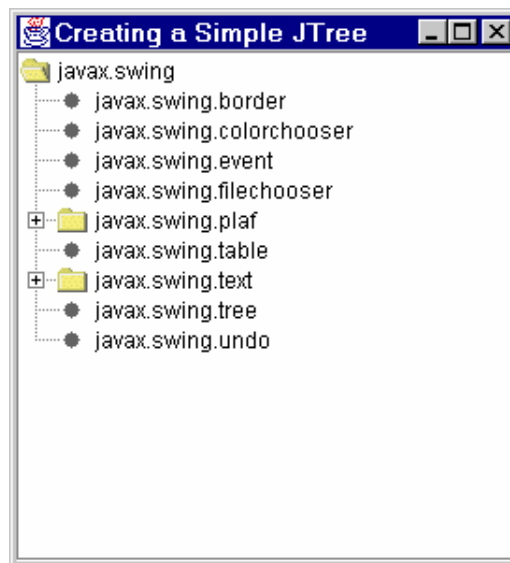 Creating a Simple JTree
javax.swing
javax.swing.border
javax.swing.colorchooser
javax.swing.event
javax.swing.filechooser
javax.swing.plaf
javax.swing.table
javax.swing.text
javax.swing.tree
javax.swing.undo